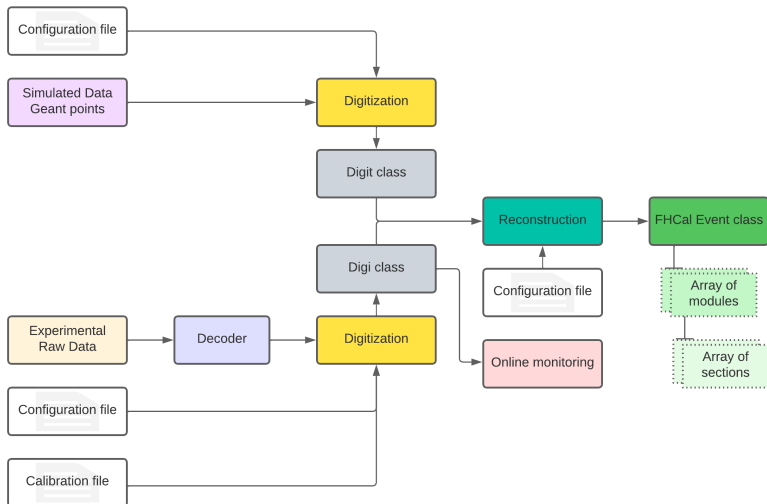 Configuration file
Simulated Data
Geant points
Digitization
Digit class
Reconstruction
FHCal Event class
Digi class
Configuration file
Array of
modules
Experimental
Raw Data
Decoder
Digitization
Online monitoring
Array of
sections
Configuration file
Calibration file